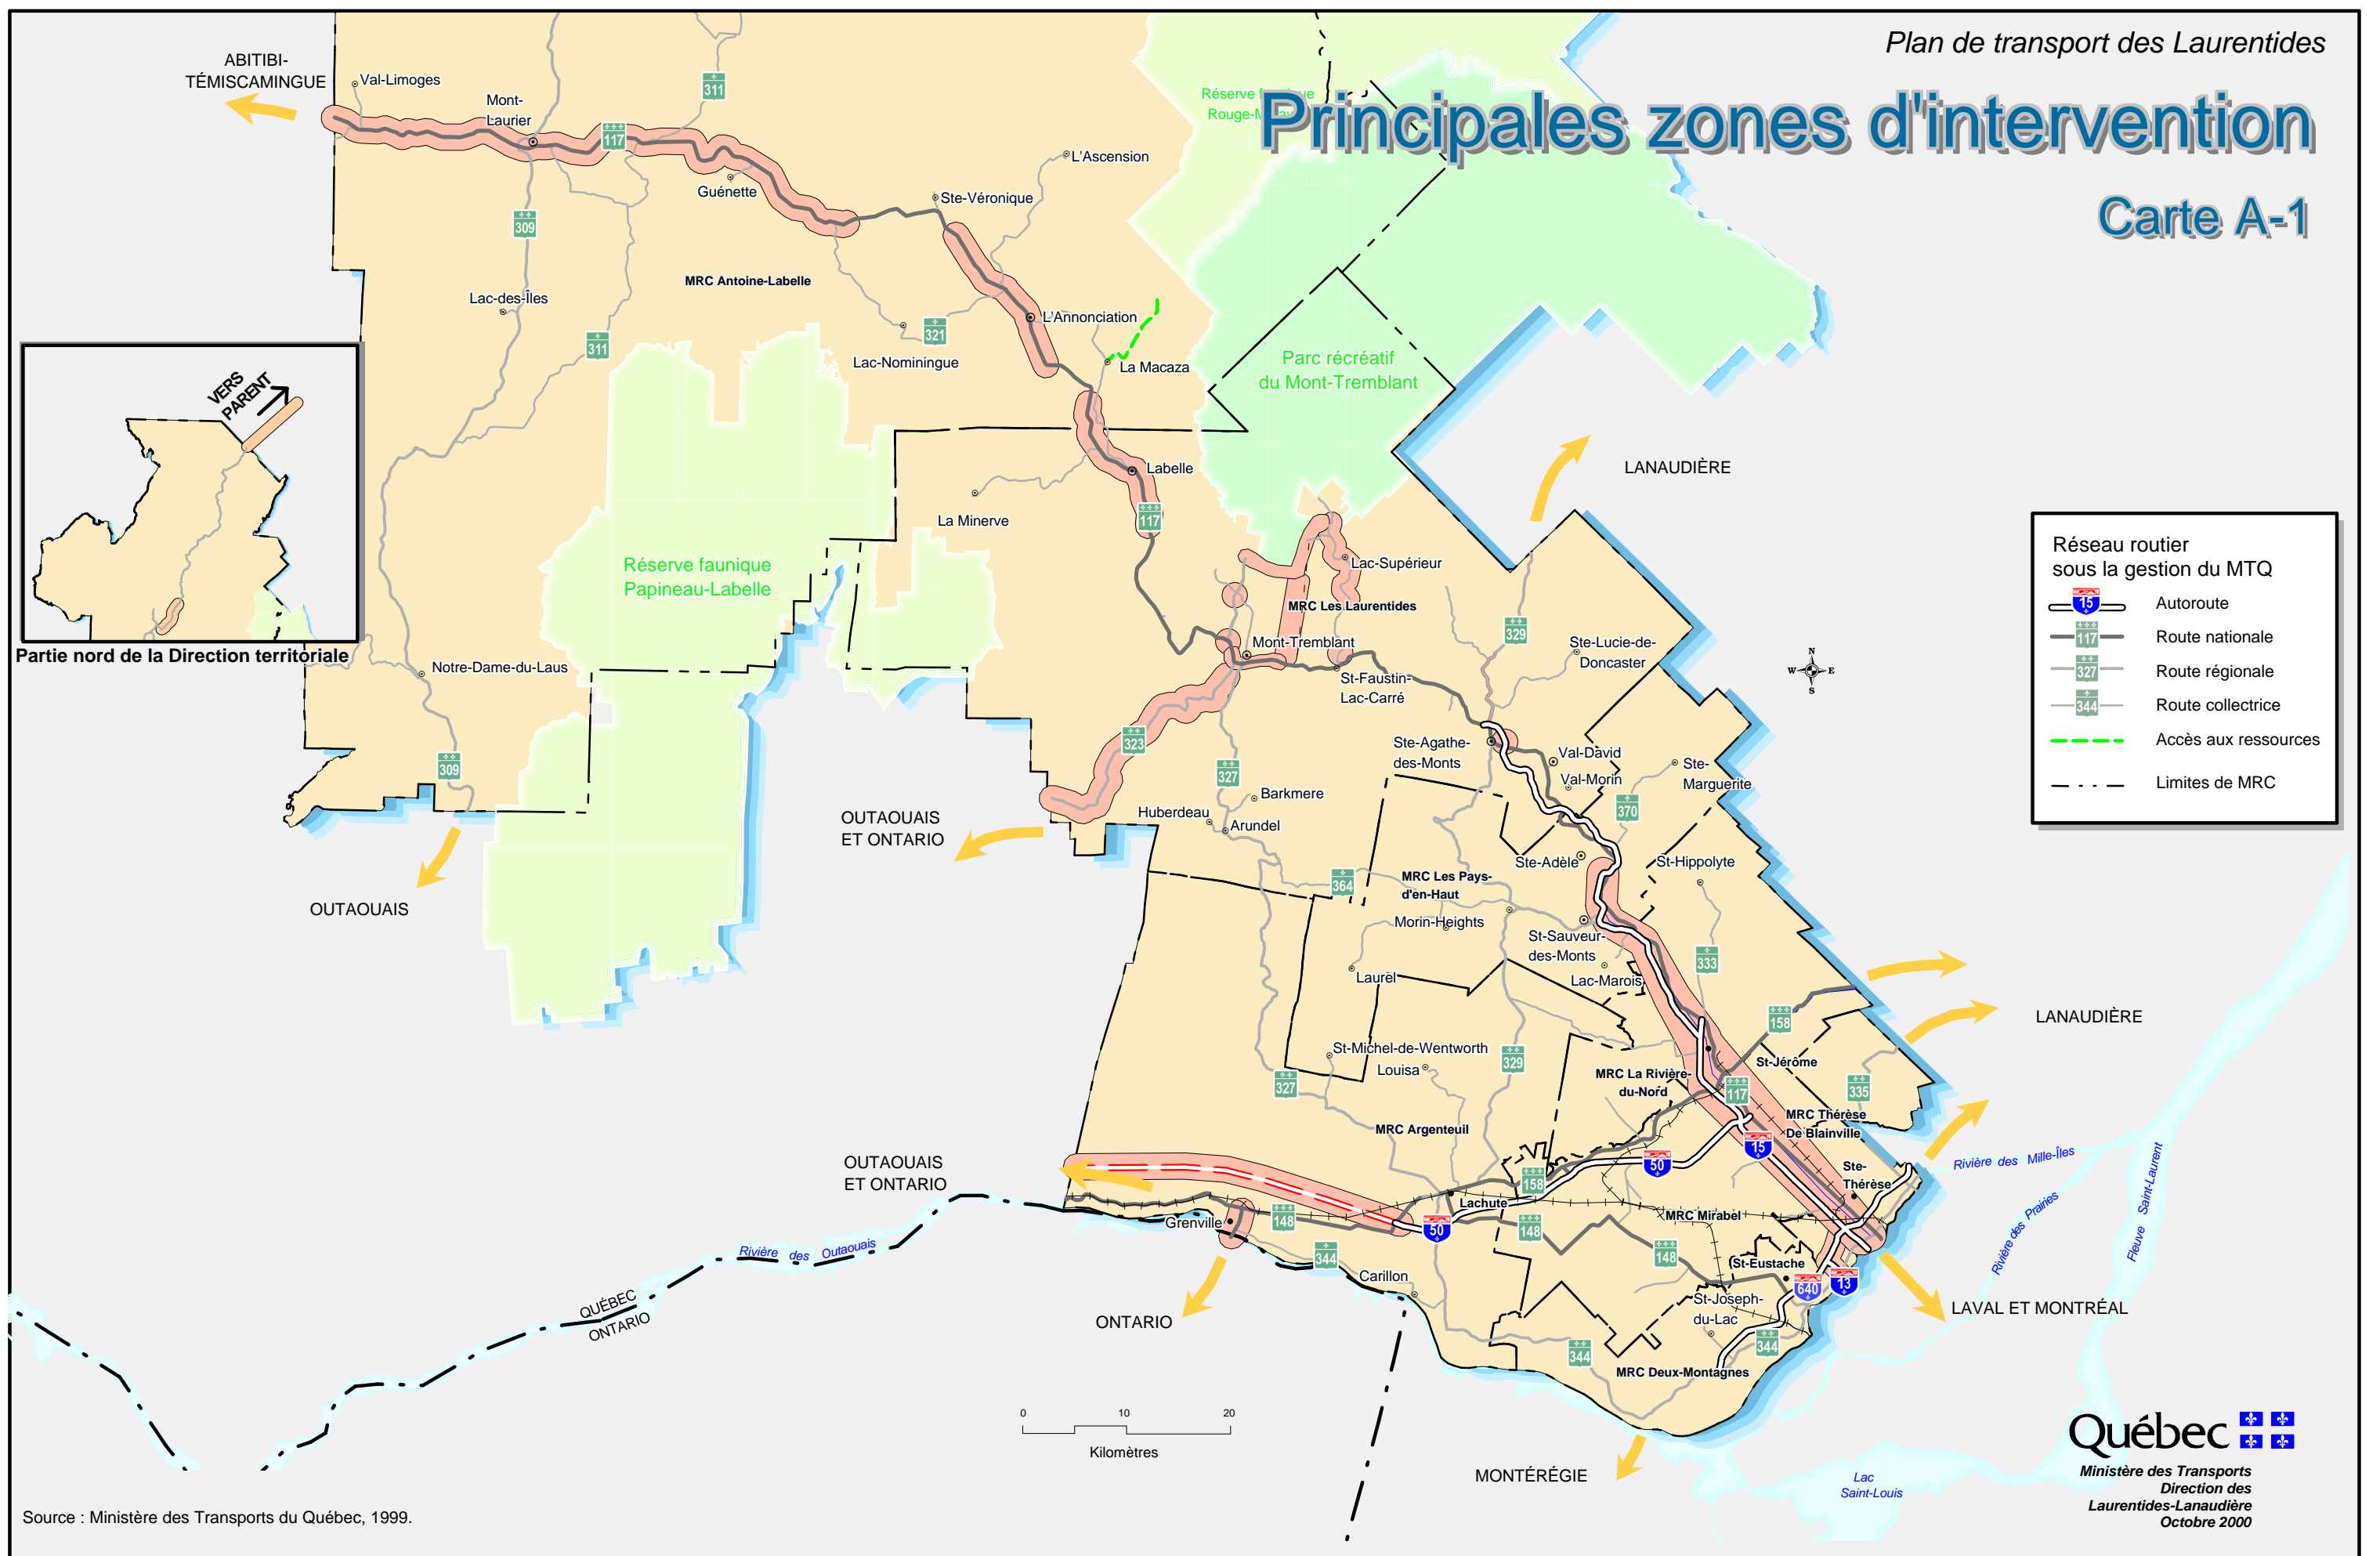 Plan de transport des Laurentides
Principales zones d'intervention
Carte A-1
ABITIBI-
TÉMISCAMINGUE
Val-Limoges
Mont-
Laurier
117
311
309
Guénette
Ste-Véronique
L'Ascension
Réserve faunique
MRC Antoine-Labelle
Lac-des-Îles
311
321
Lac-Nominingue
L'Annonciation
La Macaza
Parc récréatif
du Mont-Tremblant
VERS
PARENT
Partie nord de la Direction territoriale
Réserve faunique
Papineau-Labelle
Labelle
La Minerve
117
LANAUDIÈRE
Lac-Supérieur
MRC Les Laurentides
Mont-Tremblant
St-Faustin-
Lac-Carré
329
Ste-Lucie-de-
Doncaster
N
W
E
S
Notre-Dame-du-Laus
309
OUTAOUAIS
323
327
Ste-Agathe-
des-Monts
Val-David
Val-Morin
Ste-
Marguerite
370
Barkmere
Huberdeau
Arundel
OUTAOUAIS
ET ONTARIO
Ste-Adèle
St-Hippolyte
364
MRC Les Pays-
d'en-Haut
Morin-Heights
St-Sauveur-
des-Monts
Lac-Marois
333
Laurel
158
LANAUDIÈRE
St-Michel-de-Wentworth
Louisa
327
329
MRC La Rivière-
du-Nord
St-Jérôme
117
335
MRC Argenteuil
MRC Thérèse
De Blainville
15
50
Ste-
Thérèse
OUTAOUAIS
ET ONTARIO
158
Lachute
50
148
148
148
MRC Mirabel
Grenville
344
Carillon
St-Eustache
640
13
St-Joseph-
du-Lac
344
344
MRC Deux-Montagnes
ONTARIO
LAVAL ET MONTRÉAL
MONTÉRÉGIE
Rivière des Outaouais
QUÉBEC
ONTARIO
Rivière des Mille-Îles
Rivière des Prairies
Fleuve Saint-Laurent
Lac
Saint-Louis
Réseau routier
sous la gestion du MTQ
15 Autoroute
117 Route nationale
327 Route régionale
344 Route collectrice
Accès aux ressources
Limites de MRC
0 10 20
Kilomètres
Québec
Ministère des Transports
Direction des
Laurentides-Lanaudière
Octobre 2000
Source : Ministère des Transports du Québec, 1999.